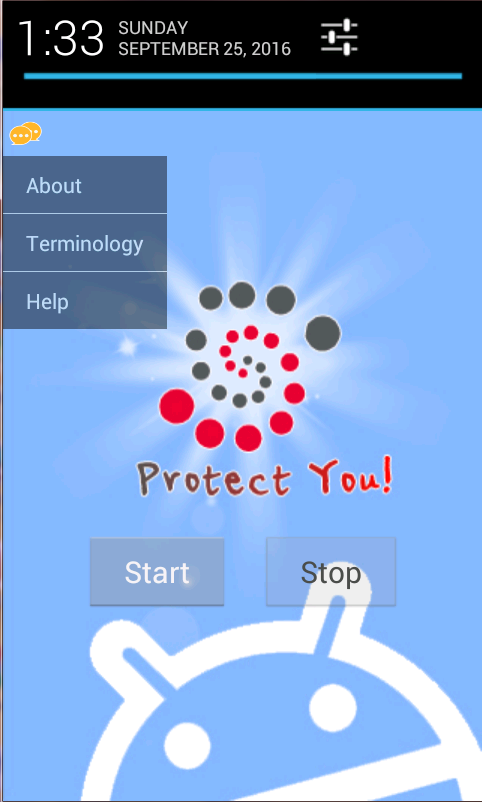 1:33
SUNDAY
SEPTEMBER 25, 2016
About
Terminology
Help
Protect You!
Start
Stop